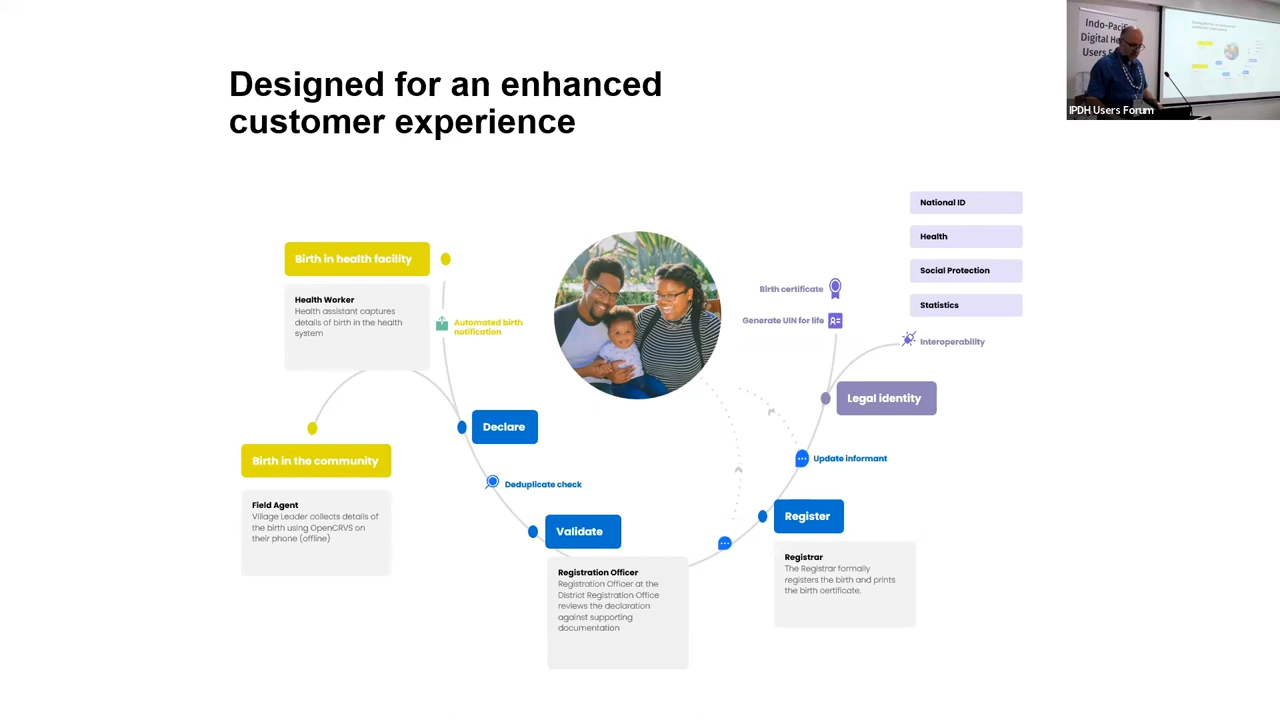 Designed for an enhanced
customer experience
Indo-Pacific
Digital He
Users F
IPDH Users Forum
National ID
Health
Social Protection
Statistics
Interoperability
Birth in health facility
Health Worker
Health assistant captures
details of birth in the health
system
Automated birth
notification
Birth certificate
Generate UIN for life
Legal identity
Declare
Deduplicate check
Birth in the community
Field Agent
Village Leader collects details of
the birth using OpenCRVS on
their phone (offline)
Validate
Registration Officer
Registration Officer at the
District Registration Office
reviews the declaration
against supporting
documentation
Update informant
Register
Registrar
The Registrar formally
registers the birth and prints
the birth certificate.